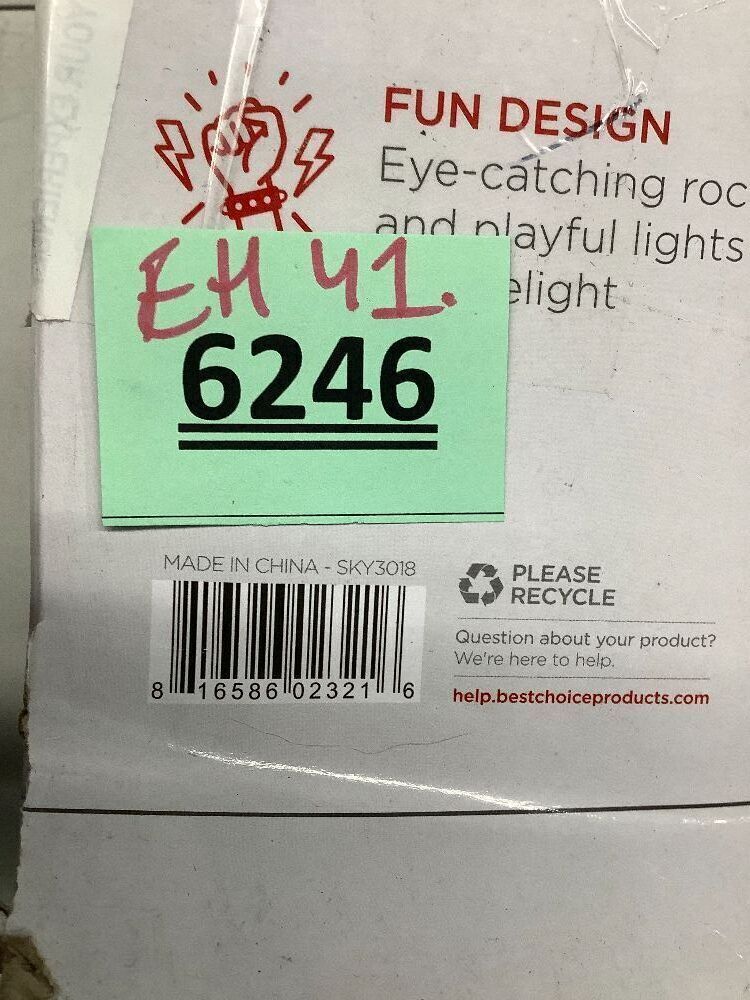 FUN DESIGN
Eye-catching roc
and playful lights
elight
EH 41.
6246
MADE IN CHINA - SKY3018
8 16586 02321 6
PLEASE
RECYCLE
Question about your product?
We're here to help.
help.bestchoiceproducts.com